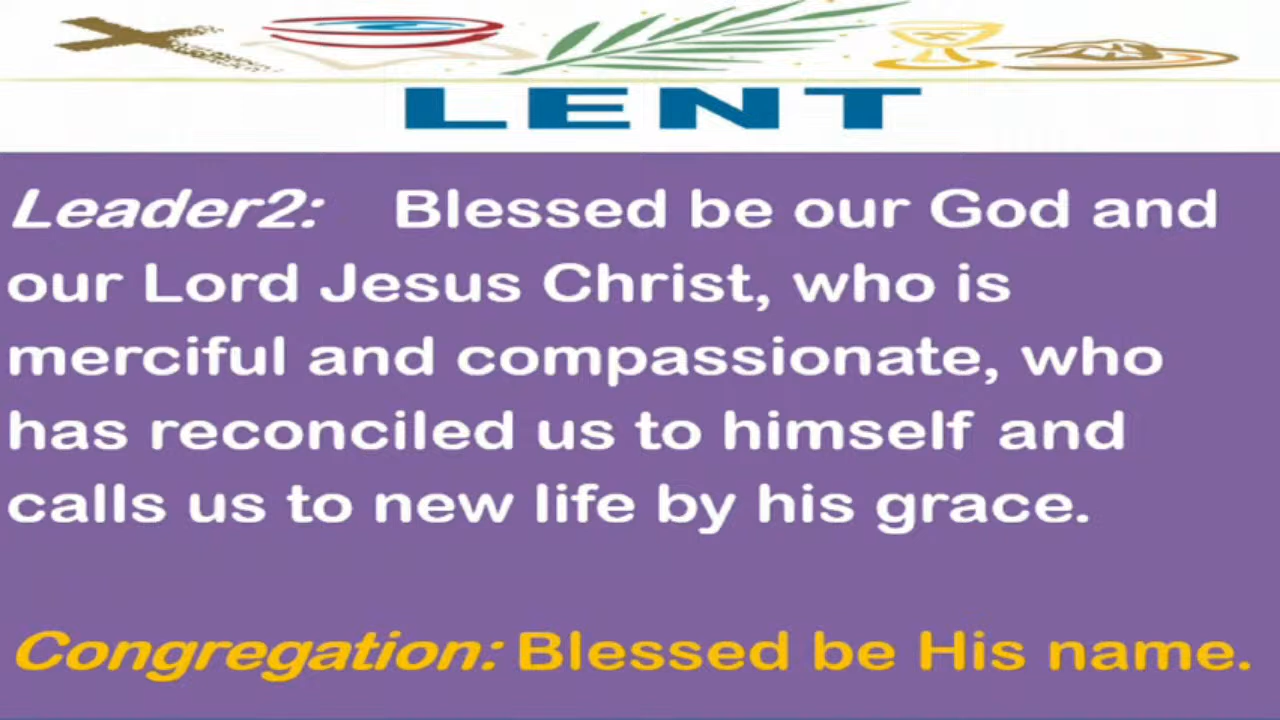 LENT
Leader2: Blessed be our God and
our Lord Jesus Christ, who is
merciful and compassionate, who
has reconciled us to himself and
calls us to new life by his grace.
Congregation: Blessed be His name.